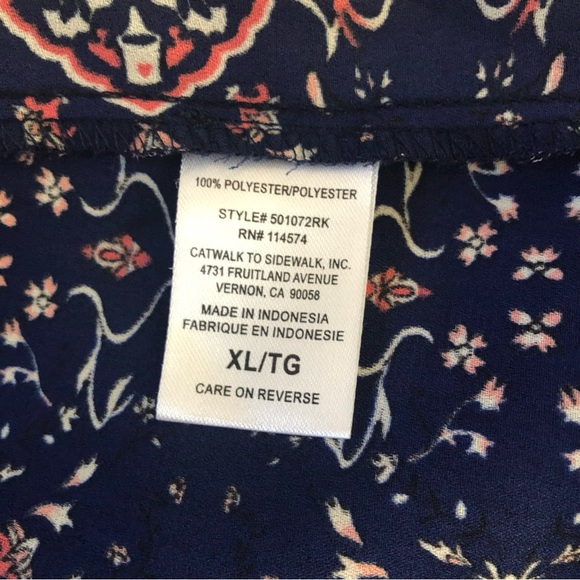 100% POLYESTER/POLYESTER
STYLE# 501072RK
RN# 114574
CATWALK TO SIDEWALK, INC.
4731 FRUITLAND AVENUE
VERNON, CA 90058
MADE IN INDONESIA
FABRIQUE EN INDONESIE
XL/TG
CARE ON REVERSE